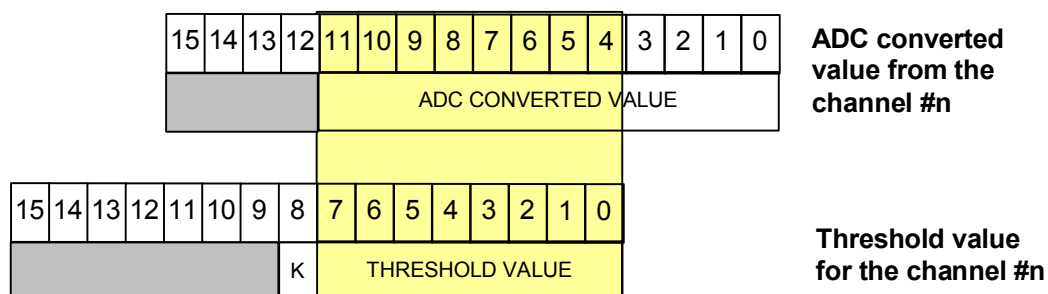 15 14 13 12 11 10 9 8 7 6 5 4 3 2 1 0
ADC CONVERTED VALUE
ADC converted
value from the
channel #n
15 14 13 12 11 10 9 8 7 6 5 4 3 2 1 0
K THRESHOLD VALUE
Threshold value
for the channel #n